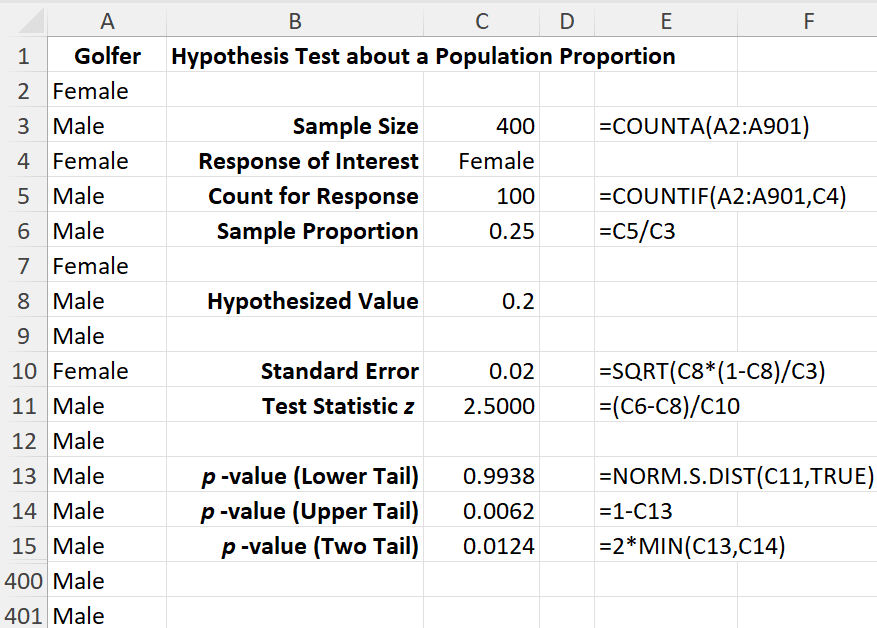 A B C D E F
1 Golfer Hypothesis Test about a Population Proportion
2 Female
3 Male Sample Size 400 =COUNTA(A2:A901)
4 Female Response of Interest Female
5 Male Count for Response 100 =COUNTIF(A2:A901,C4)
6 Male Sample Proportion 0.25 =C5/C3
7 Female
8 Male Hypothesized Value 0.2
9 Male
10 Female Standard Error 0.02 =SQRT(C8*(1-C8)/C3)
11 Male Test Statistic z 2.5000 =(C6-C8)/C10
12 Male
13 Male p -value (Lower Tail) 0.9938 =NORM.S.DIST(C11,TRUE)
14 Male p -value (Upper Tail) 0.0062 =1-C13
15 Male p -value (Two Tail) 0.0124 =2*MIN(C13,C14)
400 Male
401 Male